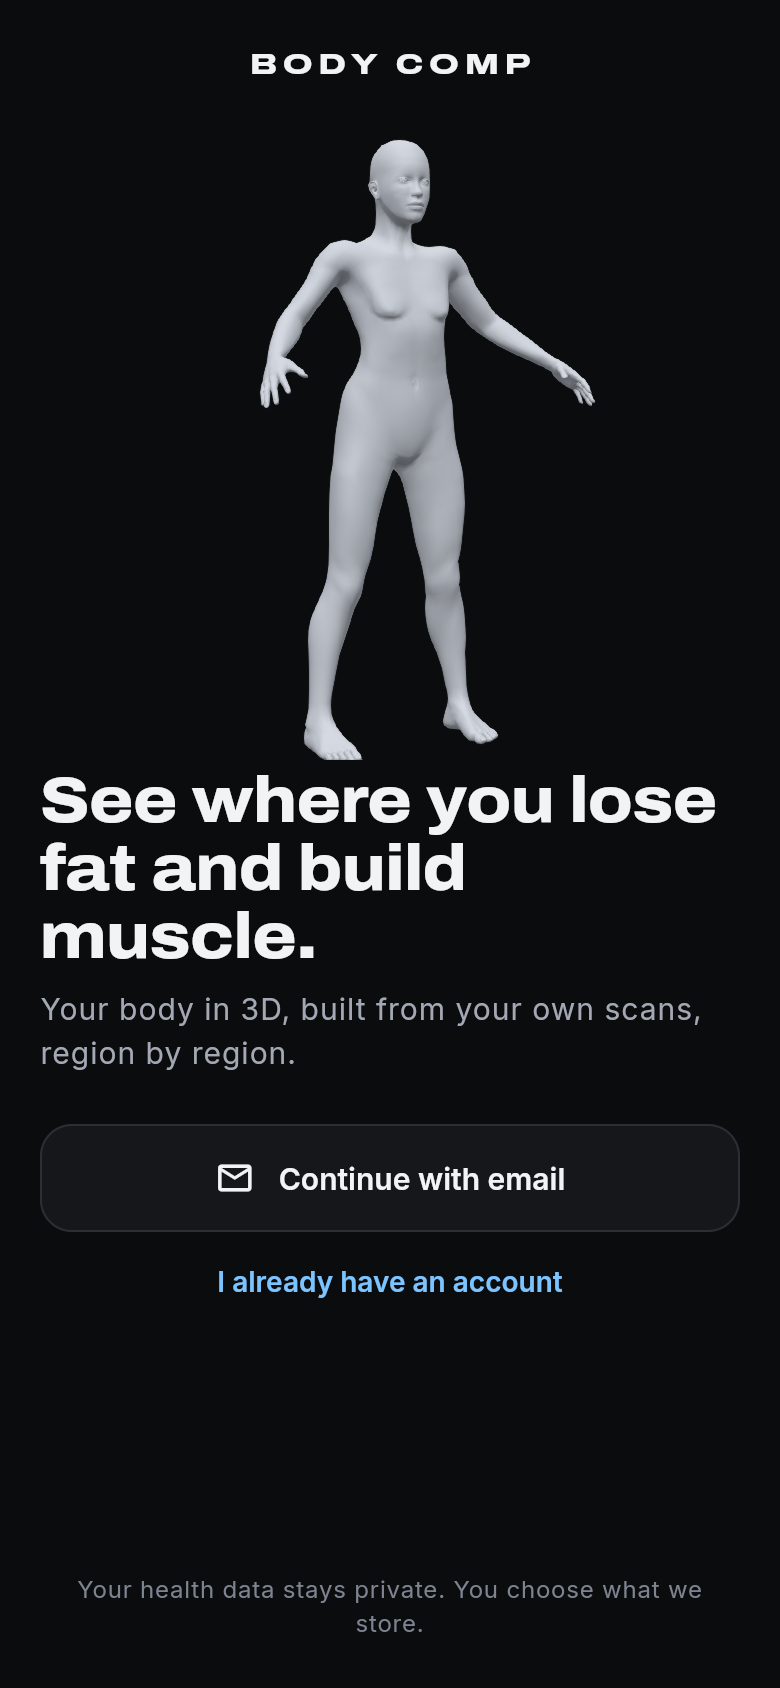 BODY COMP
See where you lose
fat and build
muscle.
Your body in 3D, built from your own scans,
region by region.
Continue with email
I already have an account
Your health data stays private. You choose what we
store.